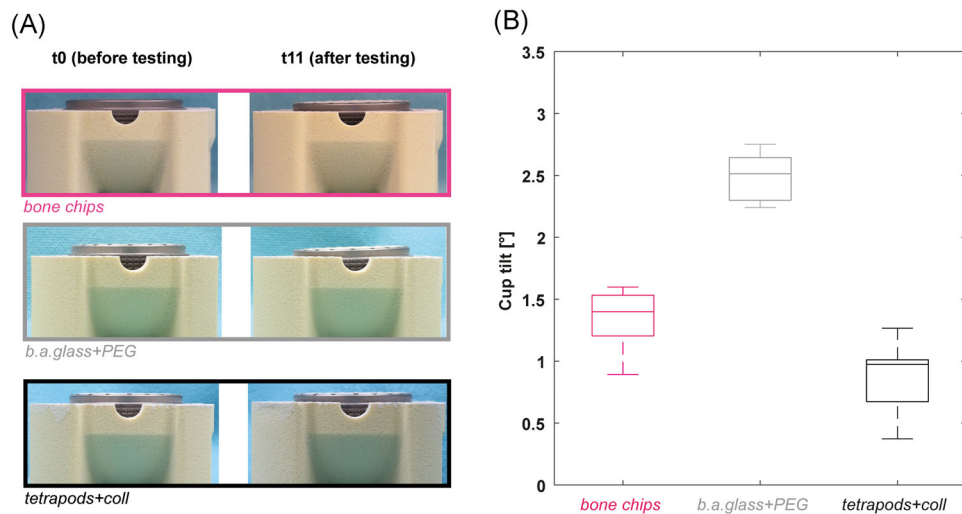 (A)
t0 (before testing)
t11 (after testing)
bone chips
b.a.glass+PEG
tetrapods+coll
(B)
3.5
3
2.5
2
1.5
1
0.5
0
Cup tilt [°]
bone chips
b.a.glass+PEG
tetrapods+coll